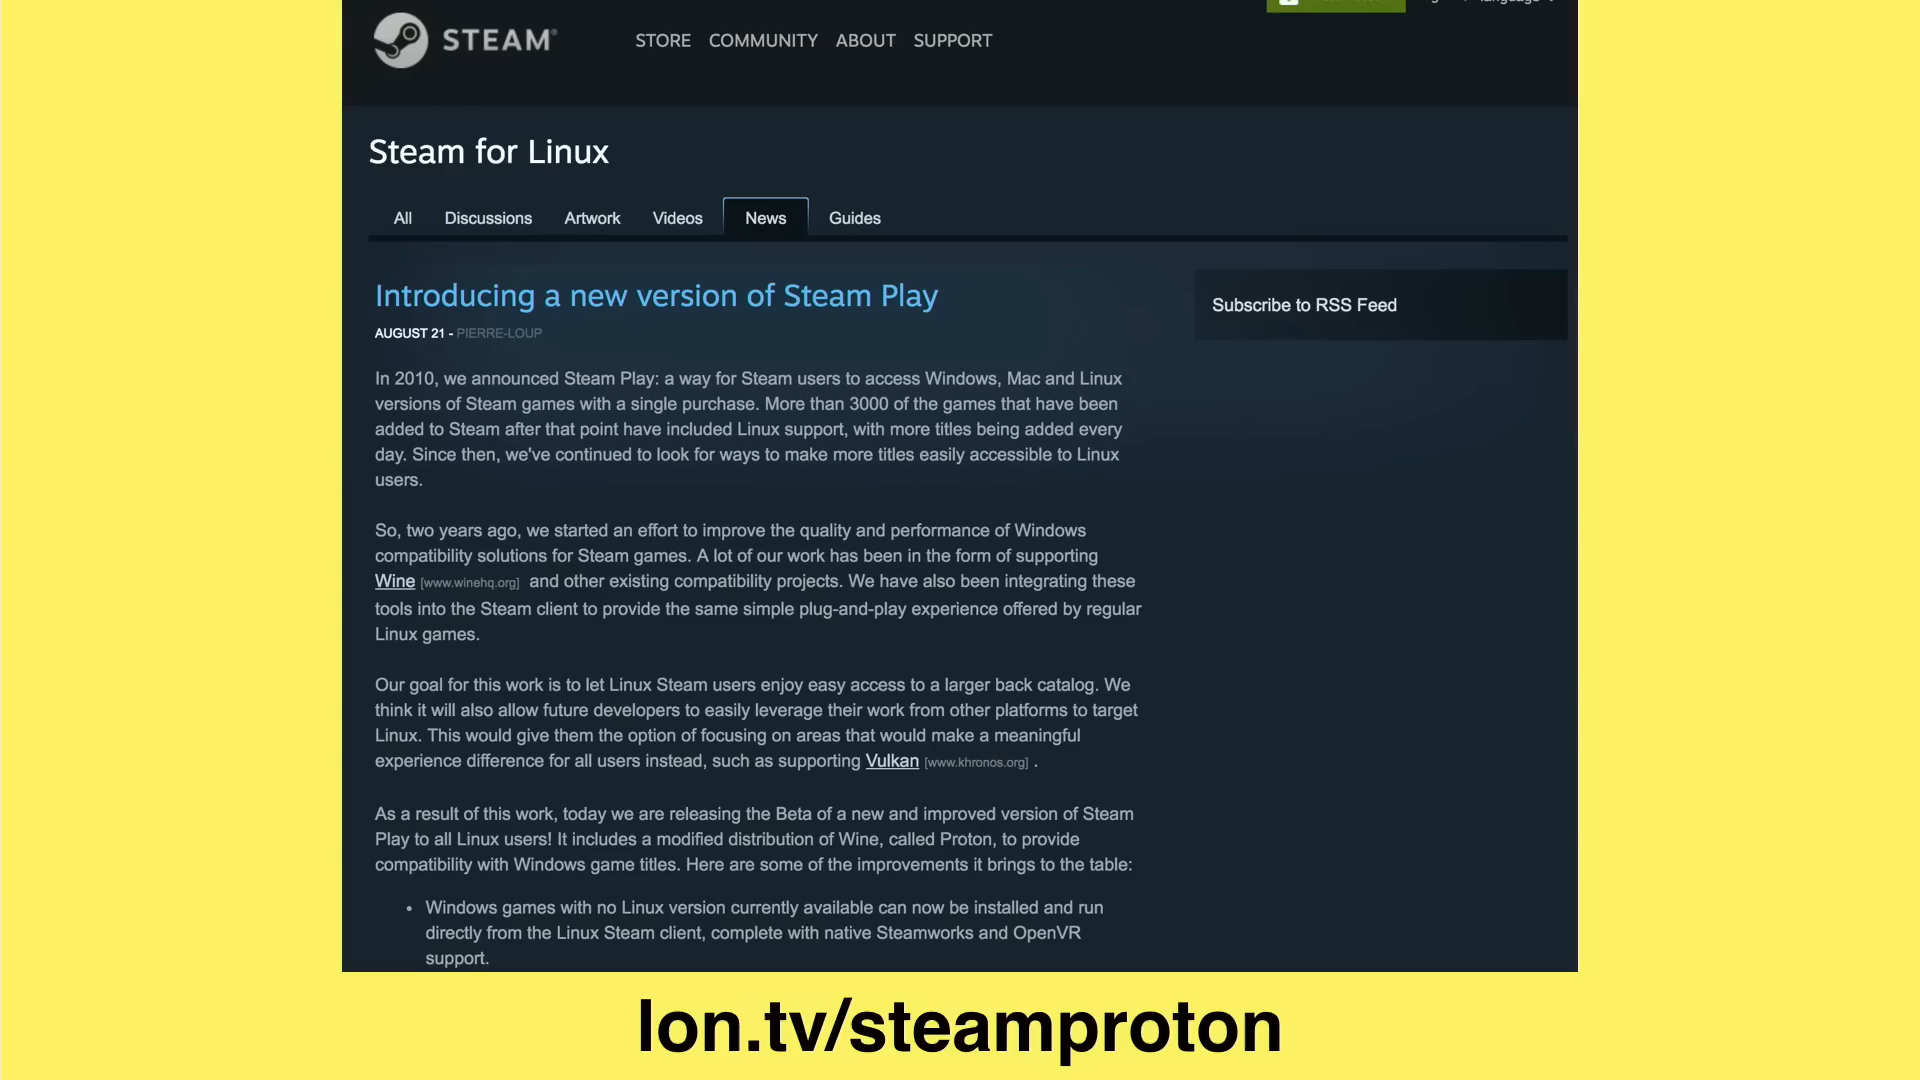 STEAM®
STORE COMMUNITY ABOUT SUPPORT
Steam for Linux
All Discussions Artwork Videos News Guides
Introducing a new version of Steam Play
AUGUST 21 - PIERRE-LOUP
Subscribe to RSS Feed
In 2010, we announced Steam Play: a way for Steam users to access Windows, Mac and Linux
versions of Steam games with a single purchase. More than 3000 of the games that have been
added to Steam after that point have included Linux support, with more titles being added every
day. Since then, we've continued to look for ways to make more titles easily accessible to Linux
users.
So, two years ago, we started an effort to improve the quality and performance of Windows
compatibility solutions for Steam games. A lot of our work has been in the form of supporting
Wine [www.winehq.org] and other existing compatibility projects. We have also been integrating these
tools into the Steam client to provide the same simple plug-and-play experience offered by regular
Linux games.
Our goal for this work is to let Linux Steam users enjoy easy access to a larger back catalog. We
think it will also allow future developers to easily leverage their work from other platforms to target
Linux. This would give them the option of focusing on areas that would make a meaningful
experience difference for all users instead, such as supporting Vulkan [www.khronos.org] .
As a result of this work, today we are releasing the Beta of a new and improved version of Steam
Play to all Linux users! It includes a modified distribution of Wine, called Proton, to provide
compatibility with Windows game titles. Here are some of the improvements it brings to the table:
• Windows games with no Linux version currently available can now be installed and run
directly from the Linux Steam client, complete with native Steamworks and OpenVR
support.
lon.tv/steamproton